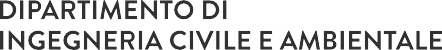 DIPARTIMENTO DI
INGEGNERIA CIVILE E AMBIENTALE